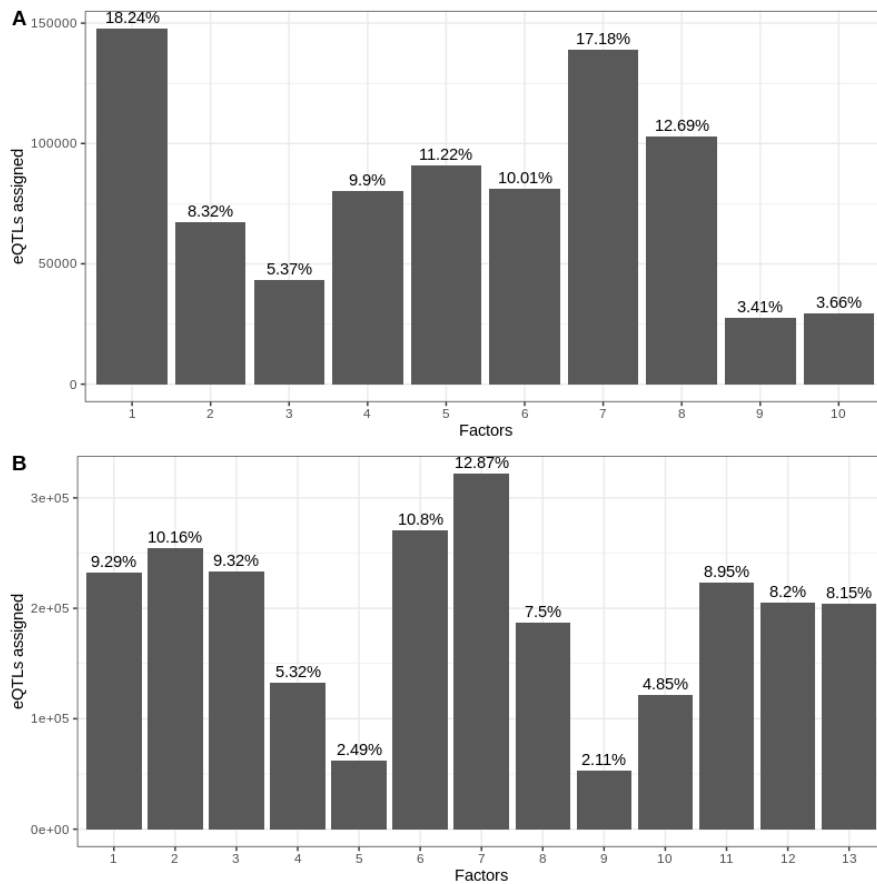 A
150000
100000
50000
0
eQTLs assigned
18.24%
8.32%
5.37%
9.9%
11.22%
10.01%
17.18%
12.69%
3.41%
3.66%
1 2 3 4 5 6 7 8 9 10
Factors
B
3e+05
2e+05
1e+05
0e+00
eQTLs assigned
9.29%
10.16%
9.32%
5.32%
2.49%
10.8%
12.87%
7.5%
2.11%
4.85%
8.95%
8.2%
8.15%
1 2 3 4 5 6 7 8 9 10 11 12 13
Factors